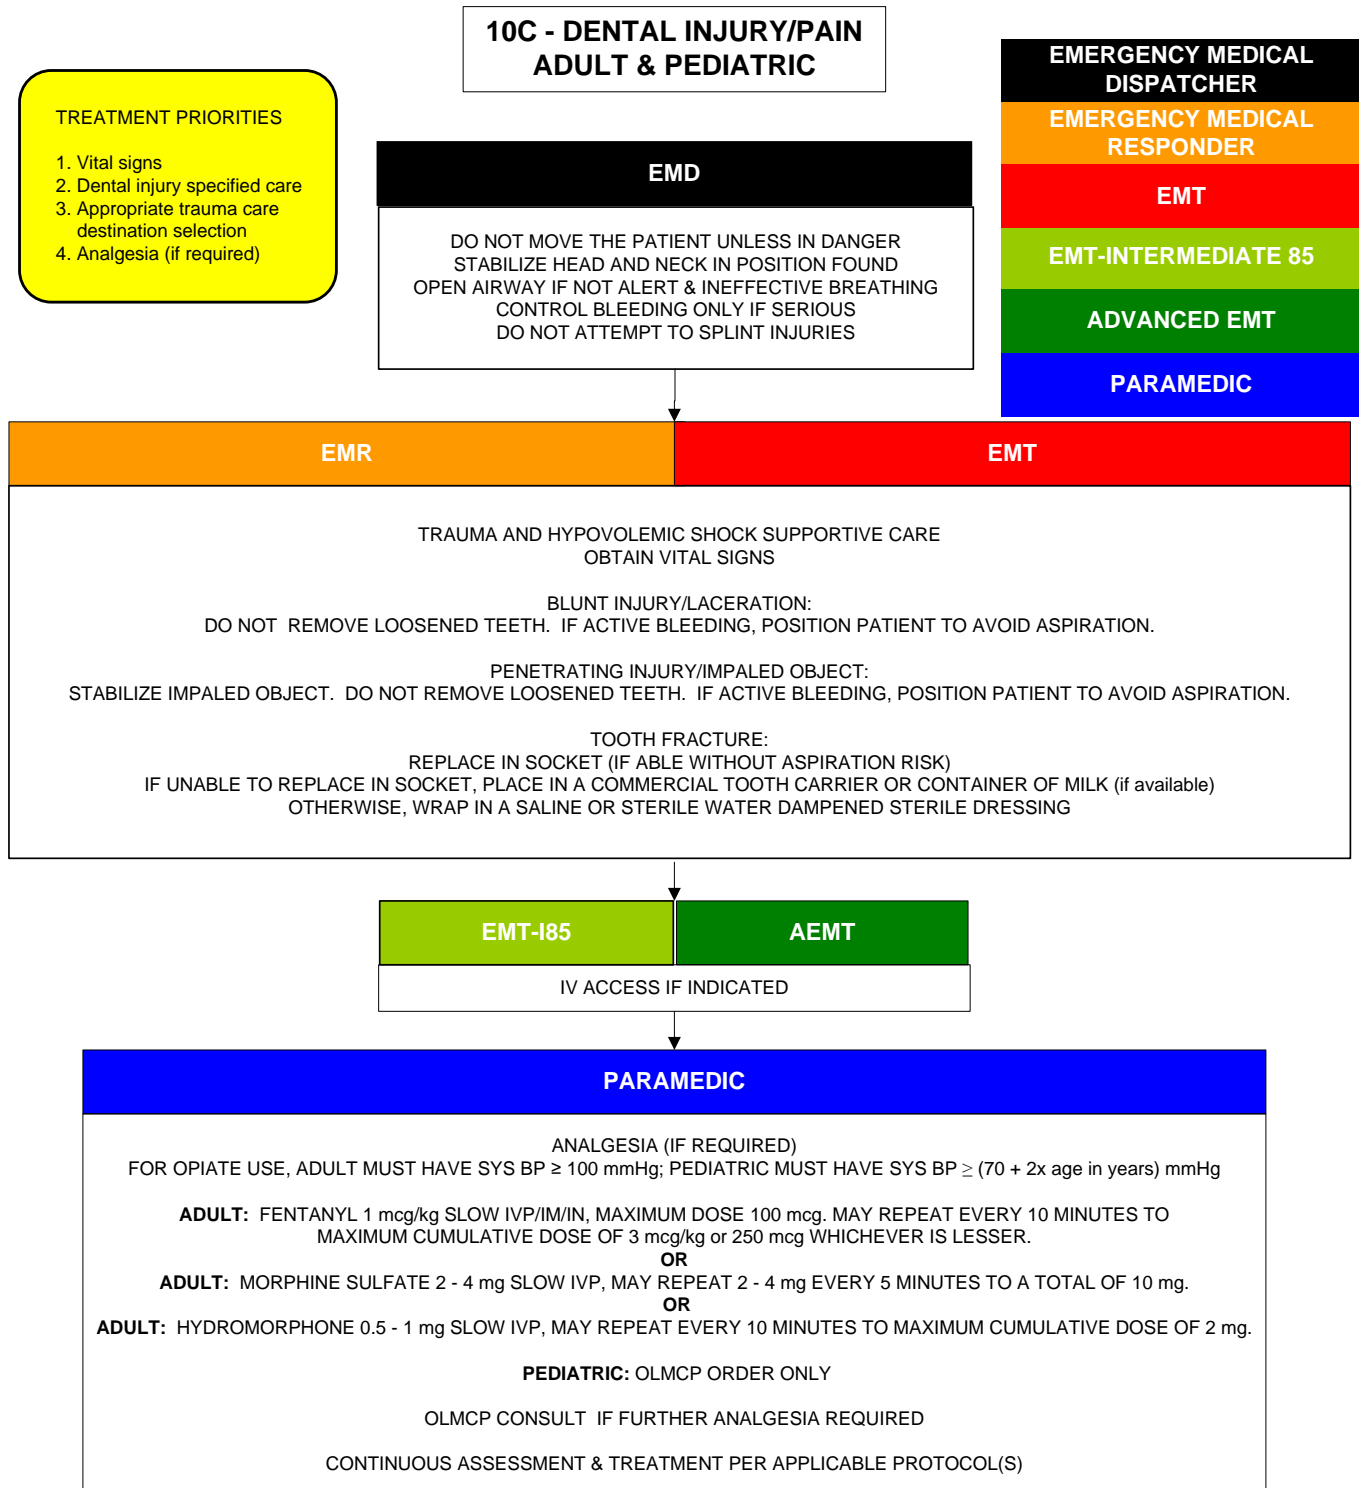 10C - DENTAL INJURY/PAIN
ADULT & PEDIATRIC
TREATMENT PRIORITIES
1. Vital signs
2. Dental injury specified care
3. Appropriate trauma care
destination selection
4. Analgesia (if required)
EMERGENCY MEDICAL
DISPATCHER
EMERGENCY MEDICAL
RESPONDER
EMT
EMT-INTERMEDIATE 85
ADVANCED EMT
PARAMEDIC
EMD
DO NOT MOVE THE PATIENT UNLESS IN DANGER
STABILIZE HEAD AND NECK IN POSITION FOUND
OPEN AIRWAY IF NOT ALERT & INEFFECTIVE BREATHING
CONTROL BLEEDING ONLY IF SERIOUS
DO NOT ATTEMPT TO SPLINT INJURIES
EMR
EMT
TRAUMA AND HYPOVOLEMIC SHOCK SUPPORTIVE CARE
OBTAIN VITAL SIGNS
BLUNT INJURY/LACERATION:
DO NOT  REMOVE LOOSENED TEETH.  IF ACTIVE BLEEDING, POSITION PATIENT TO AVOID ASPIRATION.
PENETRATING INJURY/IMPALED OBJECT:
STABILIZE IMPALED OBJECT.  DO NOT REMOVE LOOSENED TEETH.  IF ACTIVE BLEEDING, POSITION PATIENT TO AVOID ASPIRATION.
TOOTH FRACTURE:
REPLACE IN SOCKET (IF ABLE WITHOUT ASPIRATION RISK)
IF UNABLE TO REPLACE IN SOCKET, PLACE IN A COMMERCIAL TOOTH CARRIER OR CONTAINER OF MILK (if available)
OTHERWISE, WRAP IN A SALINE OR STERILE WATER DAMPENED STERILE DRESSING
EMT-I85
AEMT
IV ACCESS IF INDICATED
PARAMEDIC
ANALGESIA (IF REQUIRED)
FOR OPIATE USE, ADULT MUST HAVE SYS BP ≥ 100 mmHg; PEDIATRIC MUST HAVE SYS BP ≥ (70 + 2x age in years) mmHg
ADULT:  FENTANYL 1 mcg/kg SLOW IVP/IM/IN, MAXIMUM DOSE 100 mcg. MAY REPEAT EVERY 10 MINUTES TO
MAXIMUM CUMULATIVE DOSE OF 3 mcg/kg or 250 mcg WHICHEVER IS LESSER.
OR
ADULT:  MORPHINE SULFATE 2 - 4 mg SLOW IVP, MAY REPEAT 2 - 4 mg EVERY 5 MINUTES TO A TOTAL OF 10 mg.
OR
ADULT:  HYDROMORPHONE 0.5 - 1 mg SLOW IVP, MAY REPEAT EVERY 10 MINUTES TO MAXIMUM CUMULATIVE DOSE OF 2 mg.
PEDIATRIC: OLMCP ORDER ONLY
OLMCP CONSULT  IF FURTHER ANALGESIA REQUIRED
CONTINUOUS ASSESSMENT & TREATMENT PER APPLICABLE PROTOCOL(S)